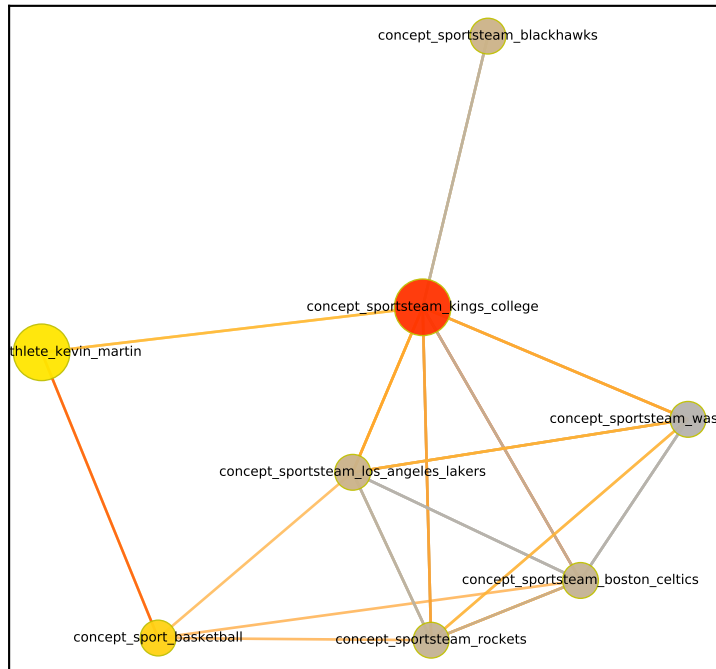 concept_sportsteam_blackhawks
concept_sportsteam_kings_college
thlete_kevin_martin
concept_sportsteam_was
concept_sportsteam_los_angeles_lakers
concept_sportsteam_boston_celtics
concept_sport_basketball
concept_sportsteam_rockets